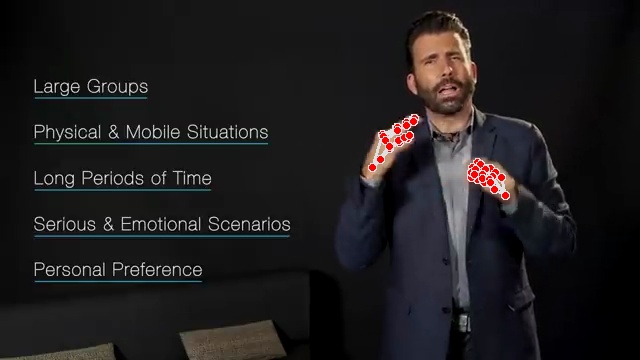 Large Groups
Physical & Mobile Situations
Long Periods of Time
Serious & Emotional Scenarios
Personal Preference